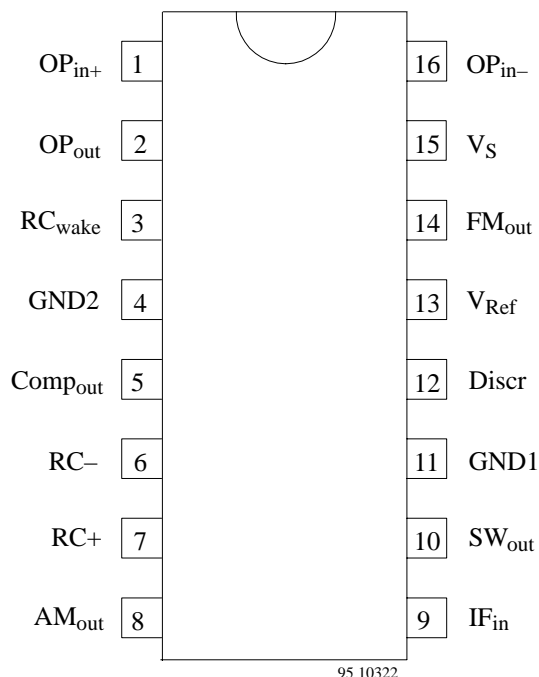 OPin+ 1 16 OPin–
OPout 2 15 VS
RCwake 3 14 FMout
GND2 4 13 VRef
Compout 5 12 Discr
RC– 6 11 GND1
RC+ 7 10 SWout
AMout 8 9 IFin
95 10322